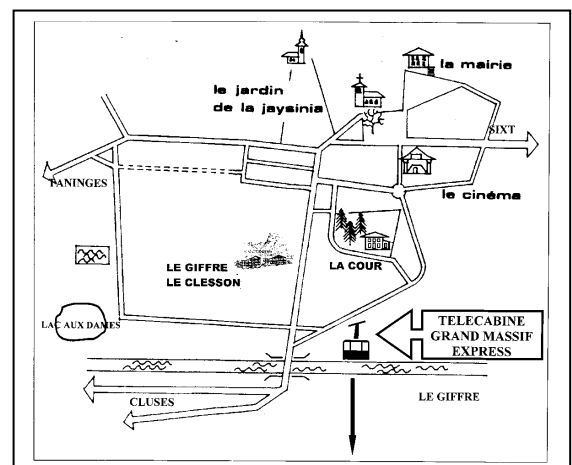 la mairie
le jardin
de la jaysinia
SIXT
TANINGES
le cinéma
LE GIFFRE
LE CLESSON
LA COUR
LAC AUX DAMES
TELECABINE
GRAND MASSIF
EXPRESS
LE GIFFRE
CLUSES